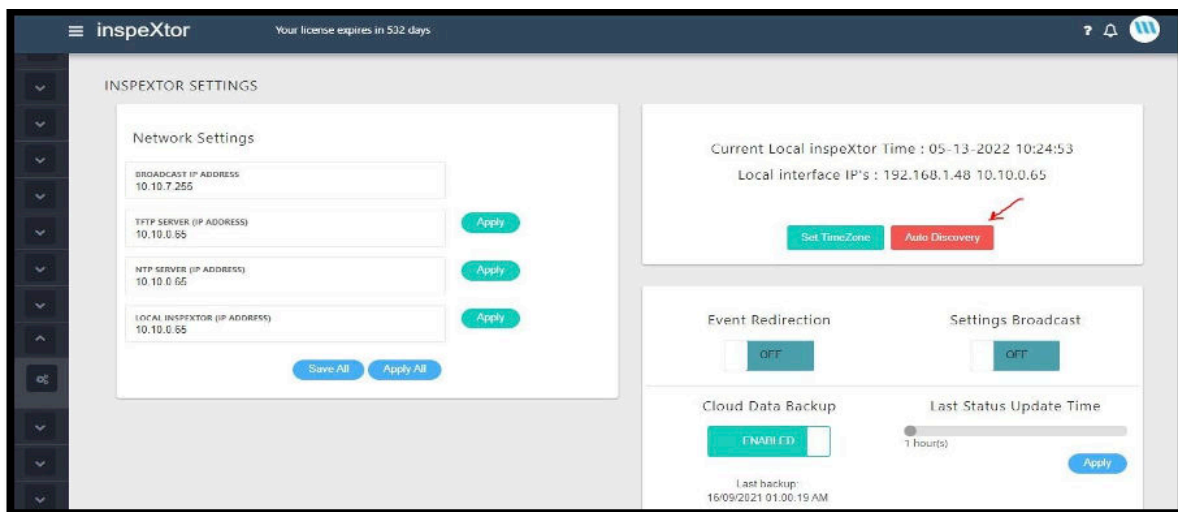 inspeXtor
Your license expires in 532 days
?
INSPEXTOR SETTINGS
Network Settings
BROADCAST IP ADDRESS
10.10.7.255
TFTP SERVER (IP ADDRESS)
10.10.0.65
Apply
NTP SERVER (IP ADDRESS)
10.10.0.65
Apply
LOCAL INSPEXTOR (IP ADDRESS)
10.10.0.65
Apply
Save All
Apply All
Current Local inspeXtor Time : 05-13-2022 10:24:53
Local interface IP's : 192.168.1.48 10.10.0.65
Set TimeZone
Auto Discovery
Event Redirection
Settings Broadcast
OFF
OFF
Cloud Data Backup
Last Status Update Time
ENABLED
1 hour(s)
Apply
Last backup:
16/09/2021 01:00:19 AM